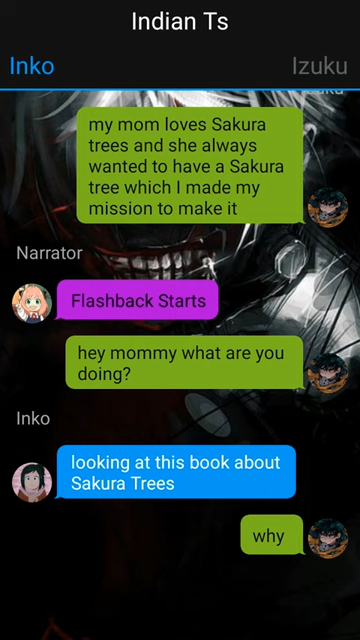 Indian Ts
Inko
Izuku
my mom loves Sakura
trees and she always
wanted to have a Sakura
tree which I made my
mission to make it
Narrator
Flashback Starts
hey mommy what are you
doing?
Inko
looking at this book about
Sakura Trees
why